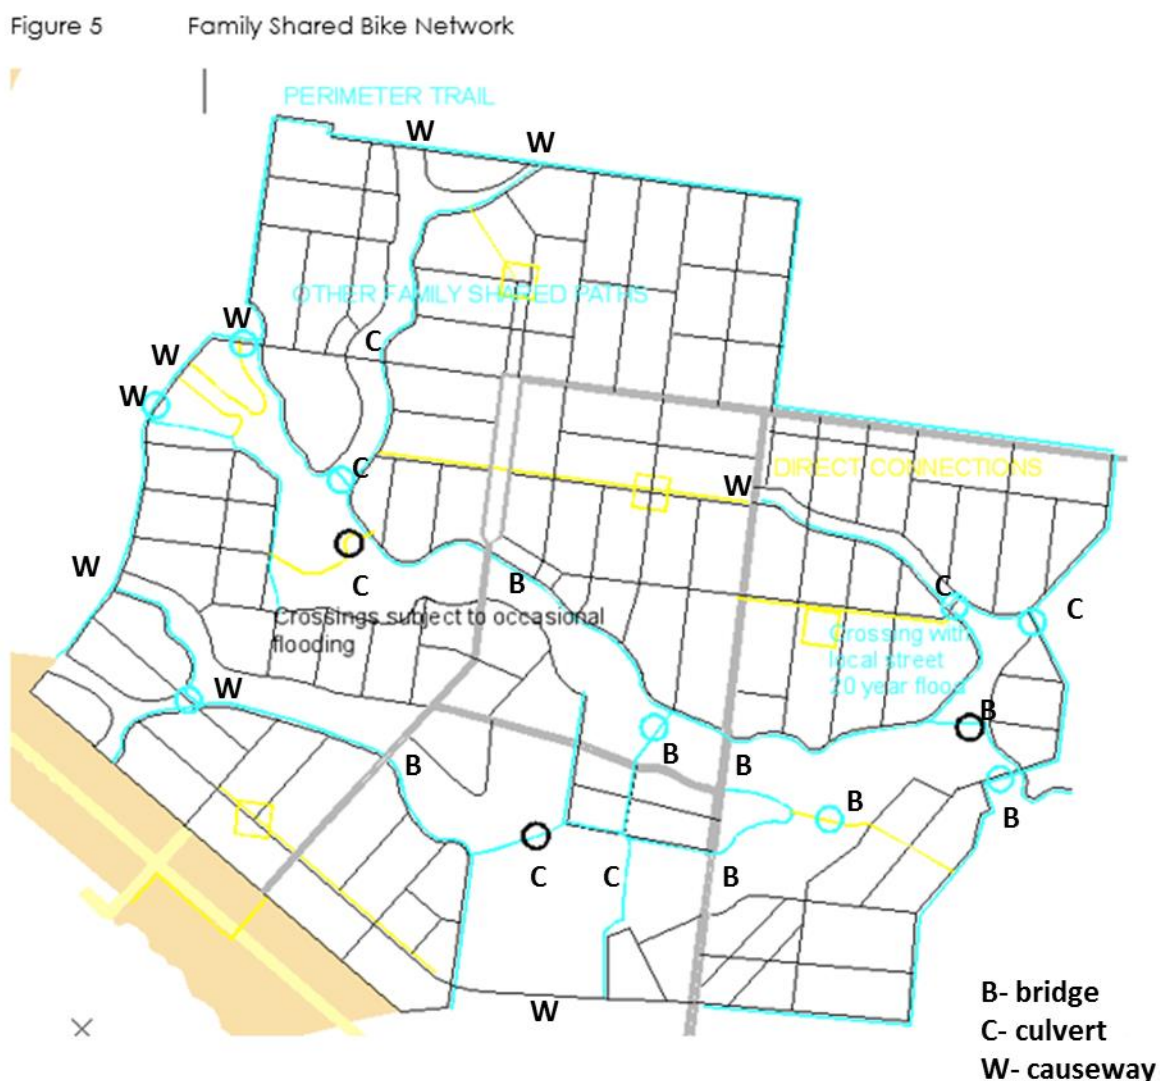 Figure 5 Family Shared Bike Network
PERIMETER TRAIL
W
W
OTHER FAMILY SHARED PATHS
W
C
W
W
C
DIRECT CONNECTIONS
W
W
C
B
C
C
Crossings subject to occasional
flooding
Crossing with
local street
20 year flood
W
B
B
B
B
B
B
C
C
B
W
B- bridge
C- culvert
W- causeway